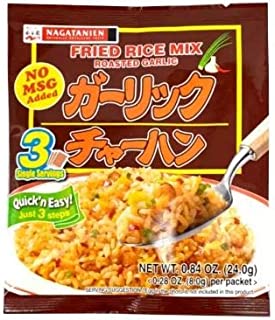 NAGATANIEN
FRIED RICE MIX
ROASTED GARLIC
NO
MSG
Added
ガーリック
チャーハン
3
Single Servings
Quick'n Easy!
Just 3 steps
NET WT. 0.84 OZ. (24.0g)
<0.28 OZ. (8.0g) per packet>